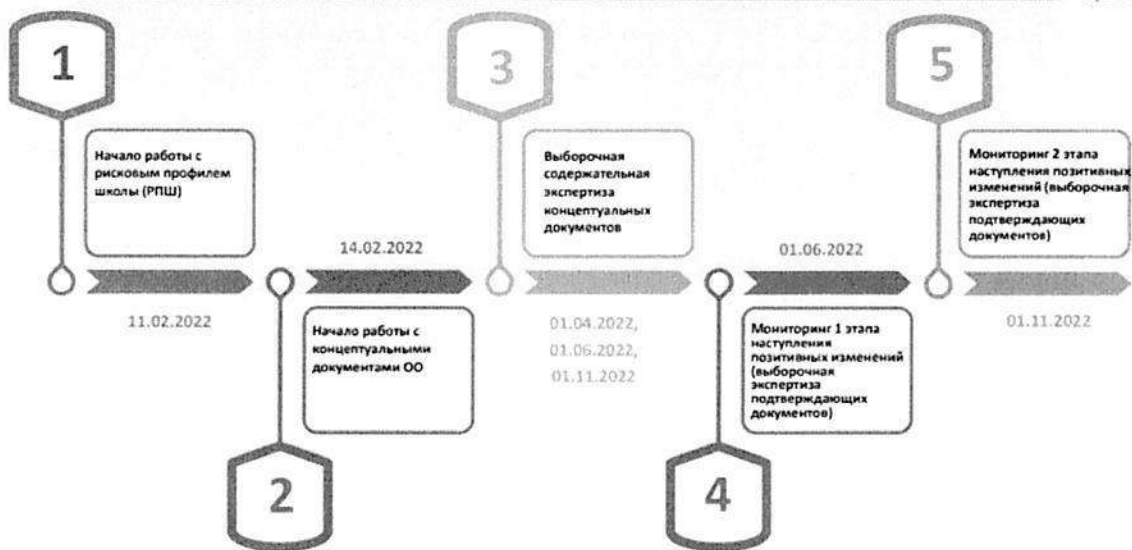 1
Начало работы с
рисковым профилем
школы (РПШ)
11.02.2022
2
14.02.2022
Начало работы с
концептуальными
документами ОО
3
Выборочная
содержательная
экспертиза
концептуальных
документов
01.04.2022,
01.06.2022,
01.11.2022
4
01.06.2022
Мониторинг 1 этапа
наступления
позитивных изменений
(выборочная
экспертиза
подтверждающих
документов)
5
Мониторинг 2 этапа
наступления позитивных
изменений (выборочная
экспертиза
подтверждающих
документов)
01.11.2022